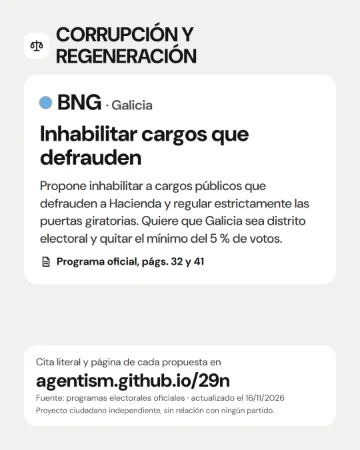 CORRUPCIÓN Y
REGENERACIÓN
BNG · Galicia
Inhabilitar cargos que
defrauden
Propone inhabilitar a cargos públicos que
defrauden a Hacienda y regular estrictamente las
puertas giratorias. Quiere que Galicia sea distrito
electoral y quitar el mínimo del 5 % de votos.
Programa oficial, págs. 32 y 41
Cita literal y página de cada propuesta en
agentism.github.io/29n
Fuente: programas electorales oficiales · actualizado el 16/11/2026
Proyecto ciudadano independiente, sin relación con ningún partido.